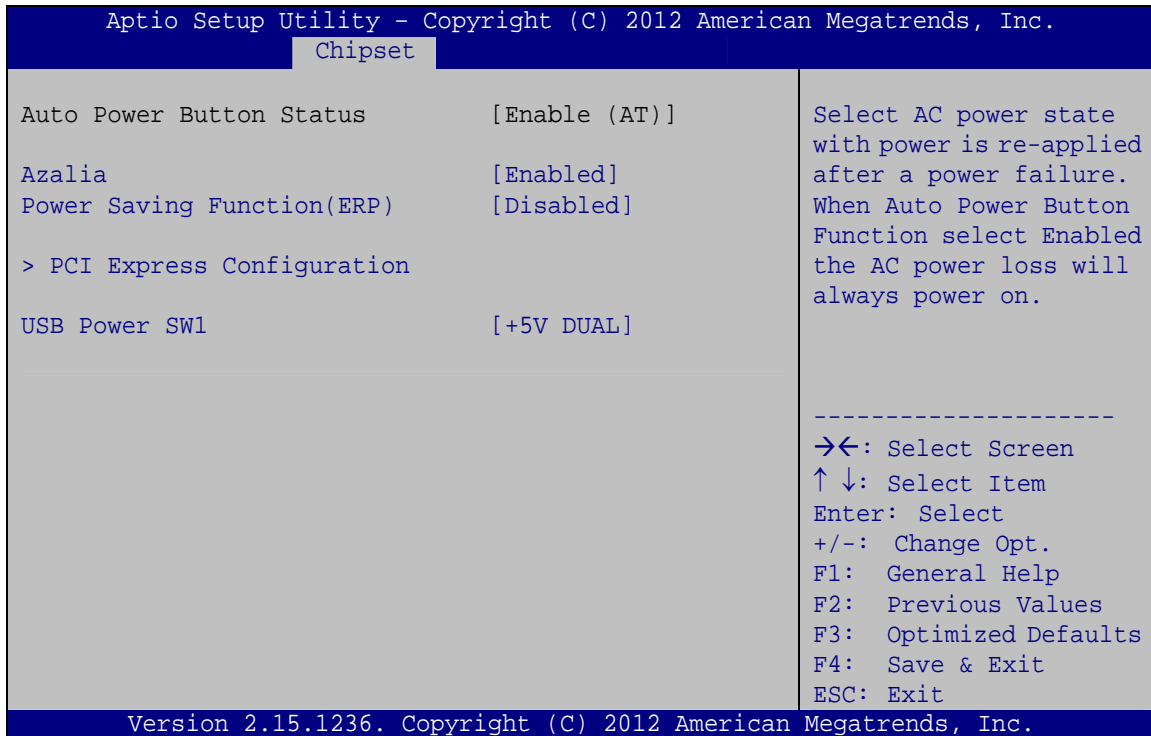 Aptio Setup Utility – Copyright (C) 2012 American Megatrends, Inc.
Chipset
Auto Power Button Status [Enable (AT)]
Azalia [Enabled]
Power Saving Function(ERP) [Disabled]
> PCI Express Configuration
USB Power SW1 [+5V DUAL]
Select AC power state
with power is re-applied
after a power failure.
When Auto Power Button
Function select Enabled
the AC power loss will
always power on.
---------------------
→←: Select Screen
↑ ↓: Select Item
Enter: Select
+/-: Change Opt.
F1: General Help
F2: Previous Values
F3: Optimized Defaults
F4: Save & Exit
ESC: Exit
Version 2.15.1236. Copyright (C) 2012 American Megatrends, Inc.